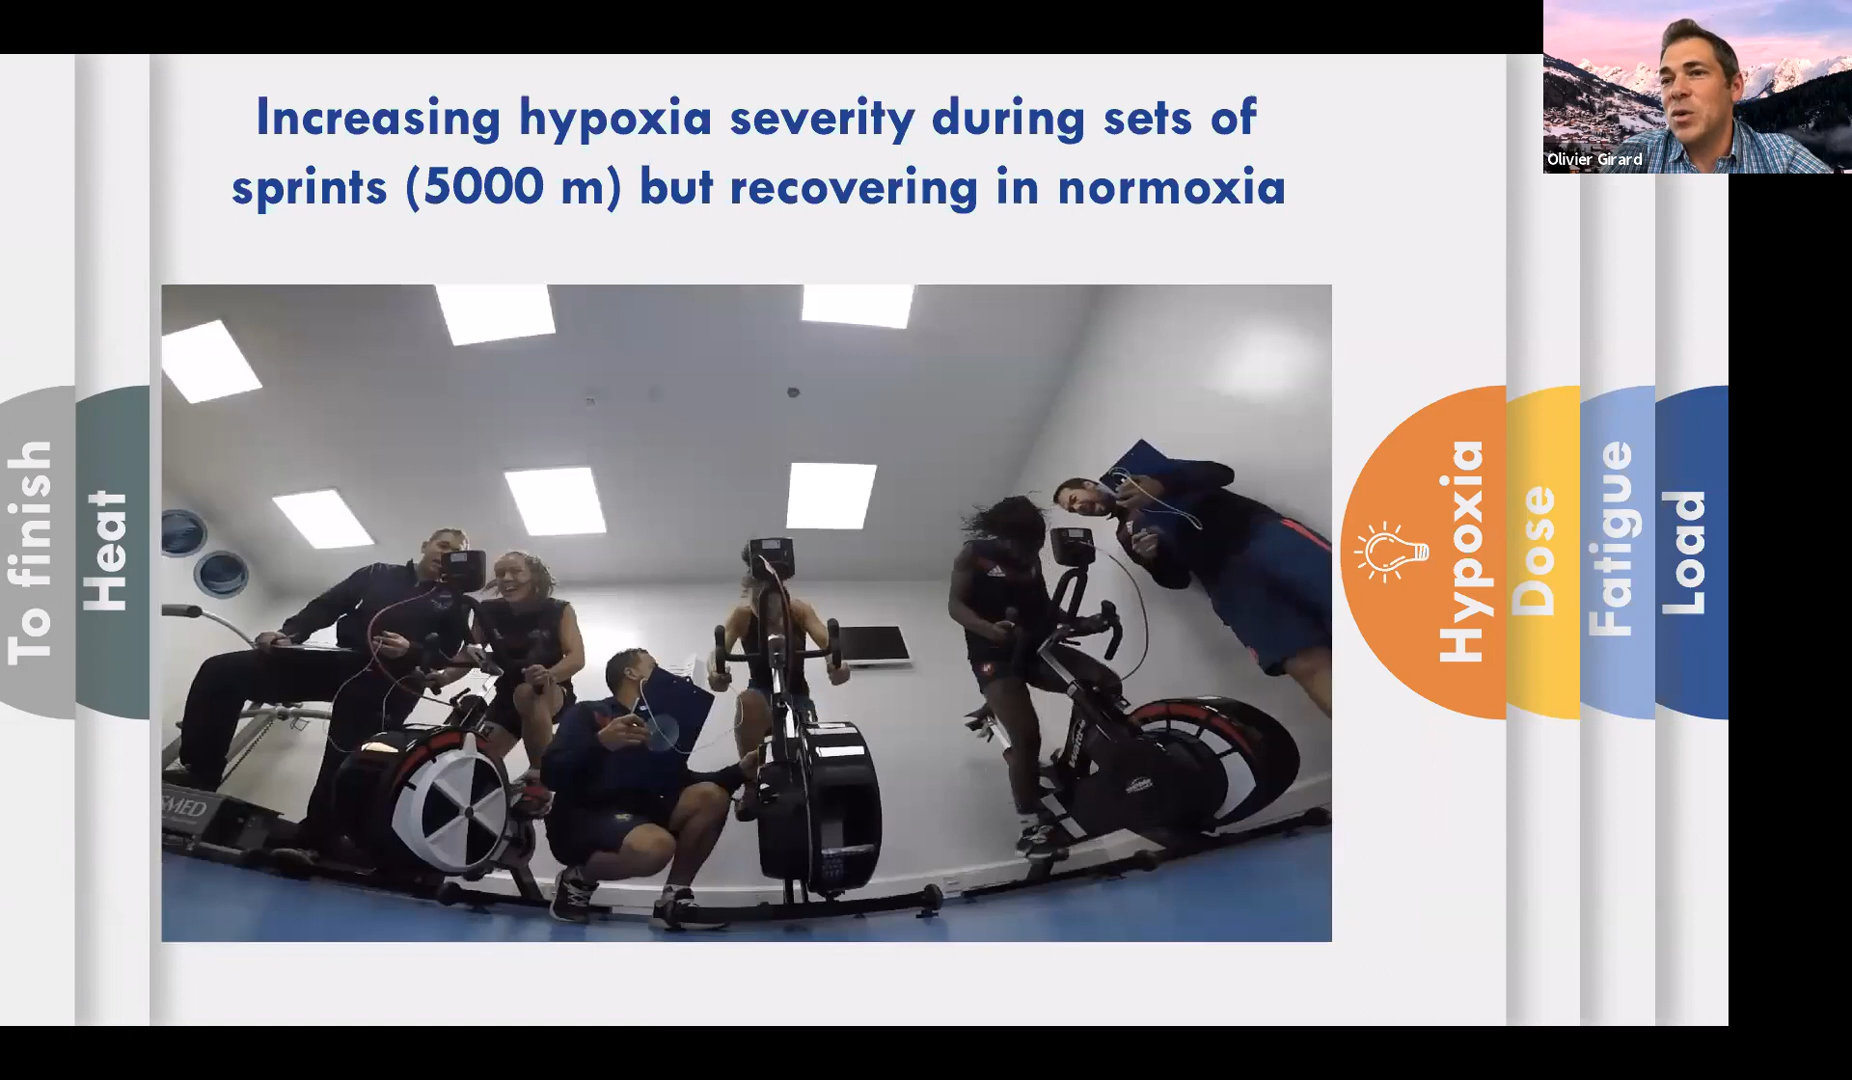 Increasing hypoxia severity during sets of
sprints (5000 m) but recovering in normoxia
Olivier Girard
To finish
Heat
Hypoxia
Dose
Fatigue
Load